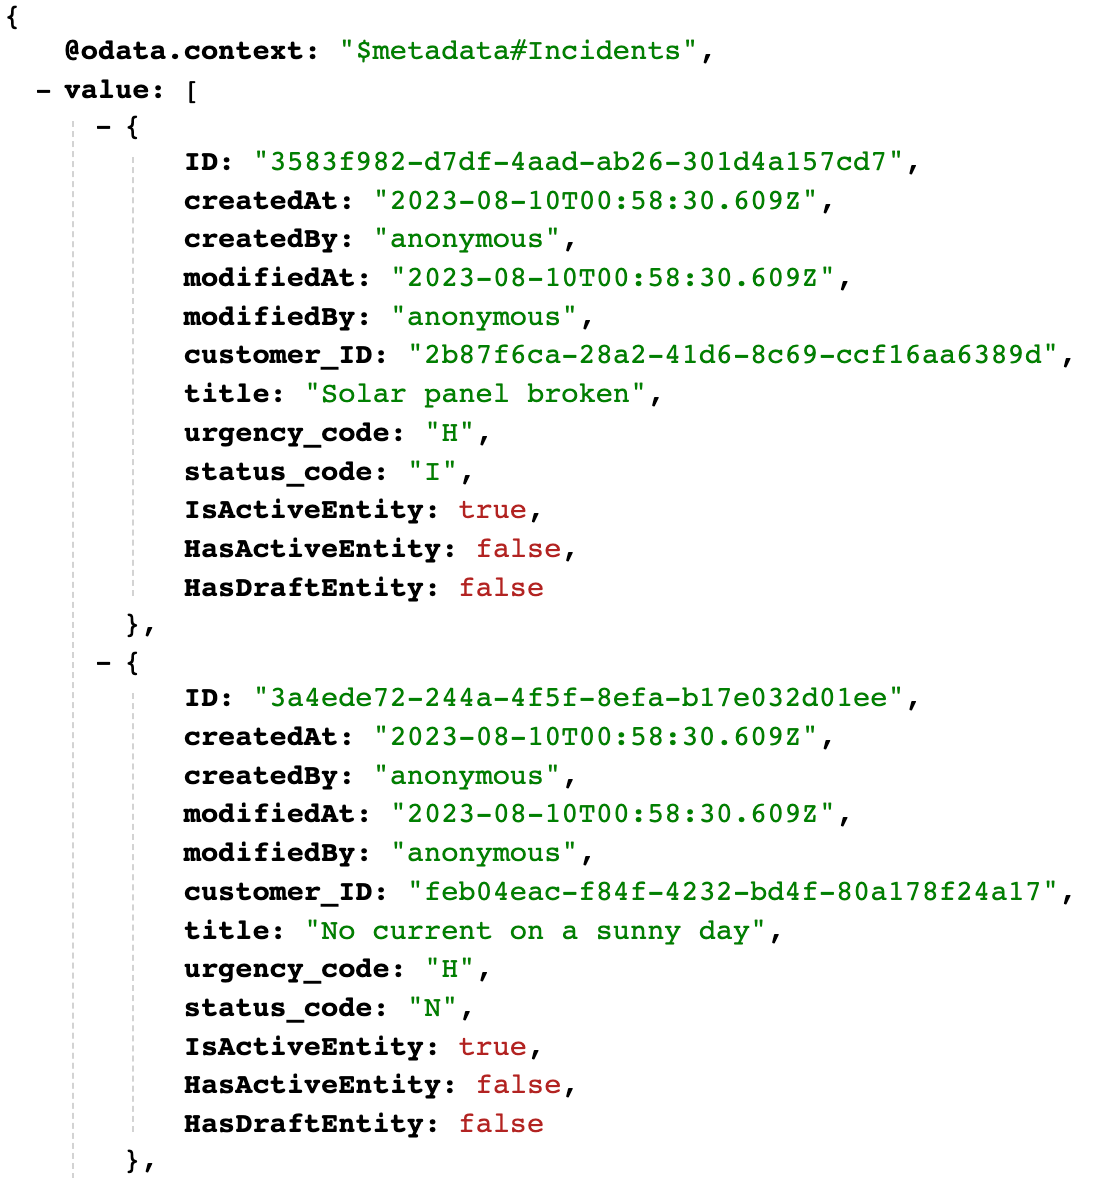 {
@odata.context: "$metadata#Incidents",
- value: [
- {
ID: "3583f982-d7df-4aad-ab26-301d4a157cd7",
createdAt: "2023-08-10T00:58:30.609Z",
createdBy: "anonymous",
modifiedAt: "2023-08-10T00:58:30.609Z",
modifiedBy: "anonymous",
customer_ID: "2b87f6ca-28a2-41d6-8c69-ccf16aa6389d",
title: "Solar panel broken",
urgency_code: "H",
status_code: "I",
IsActiveEntity: true,
HasActiveEntity: false,
HasDraftEntity: false
},
- {
ID: "3a4ede72-244a-4f5f-8efa-b17e032d01ee",
createdAt: "2023-08-10T00:58:30.609Z",
createdBy: "anonymous",
modifiedAt: "2023-08-10T00:58:30.609Z",
modifiedBy: "anonymous",
customer_ID: "feb04eac-f84f-4232-bd4f-80a178f24a17",
title: "No current on a sunny day",
urgency_code: "H",
status_code: "N",
IsActiveEntity: true,
HasActiveEntity: false,
HasDraftEntity: false
},